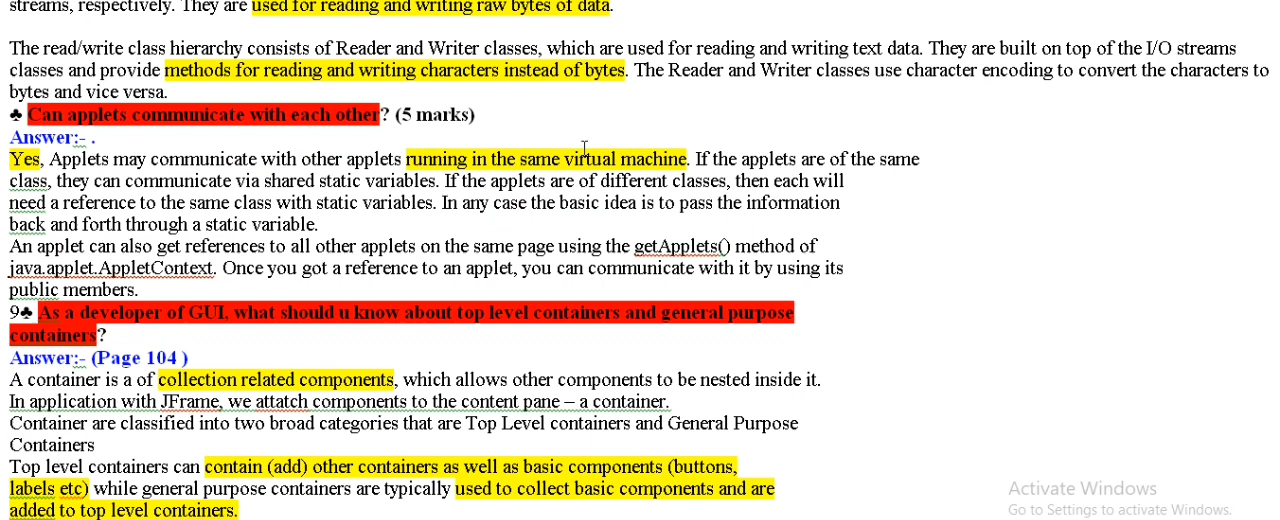 streams, respectively. They are used for reading and writing raw bytes of data.
The read/write class hierarchy consists of Reader and Writer classes, which are used for reading and writing text data. They are built on top of the I/O streams
classes and provide methods for reading and writing characters instead of bytes. The Reader and Writer classes use character encoding to convert the characters to
bytes and vice versa.
♣ Can applets communicate with each other? (5 marks)
Answer:- .
Yes, Applets may communicate with other applets running in the same virtual machine. If the applets are of the same
class, they can communicate via shared static variables. If the applets are of different classes, then each will
need a reference to the same class with static variables. In any case the basic idea is to pass the information
back and forth through a static variable.
An applet can also get references to all other applets on the same page using the getApplets() method of
java.applet.AppletContext. Once you got a reference to an applet, you can communicate with it by using its
public members.
9♣ As a developer of GUI, what should u know about top level containers and general purpose
containers?
Answer:- (Page 104 )
A container is a of collection related components, which allows other components to be nested inside it.
In application with JFrame, we attatch components to the content pane – a container.
Container are classified into two broad categories that are Top Level containers and General Purpose
Containers
Top level containers can contain (add) other containers as well as basic components (buttons,
labels etc) while general purpose containers are typically used to collect basic components and are
added to top level containers.
Activate Windows
Go to Settings to activate Windows.